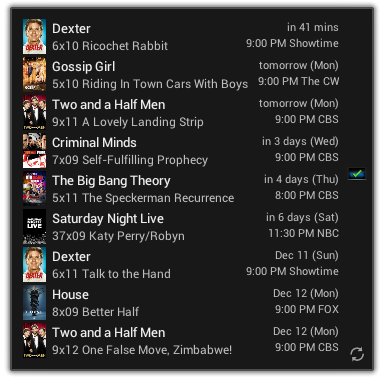 Dexter in 41 mins
6x10 Ricochet Rabbit 9:00 PM Showtime
Gossip Girl tomorrow (Mon)
5x10 Riding In Town Cars With Boys 9:00 PM The CW
Two and a Half Men tomorrow (Mon)
9x11 A Lovely Landing Strip 9:00 PM CBS
Criminal Minds in 3 days (Wed)
7x09 Self-Fulfilling Prophecy 9:00 PM CBS
The Big Bang Theory in 4 days (Thu)
5x11 The Speckerman Recurrence 8:00 PM CBS
Saturday Night Live in 6 days (Sat)
37x09 Katy Perry/Robyn 11:30 PM NBC
Dexter Dec 11 (Sun)
6x11 Talk to the Hand 9:00 PM Showtime
House Dec 12 (Mon)
8x09 Better Half 9:00 PM FOX
Two and a Half Men Dec 12 (Mon)
9x12 One False Move, Zimbabwe! 9:00 PM CBS